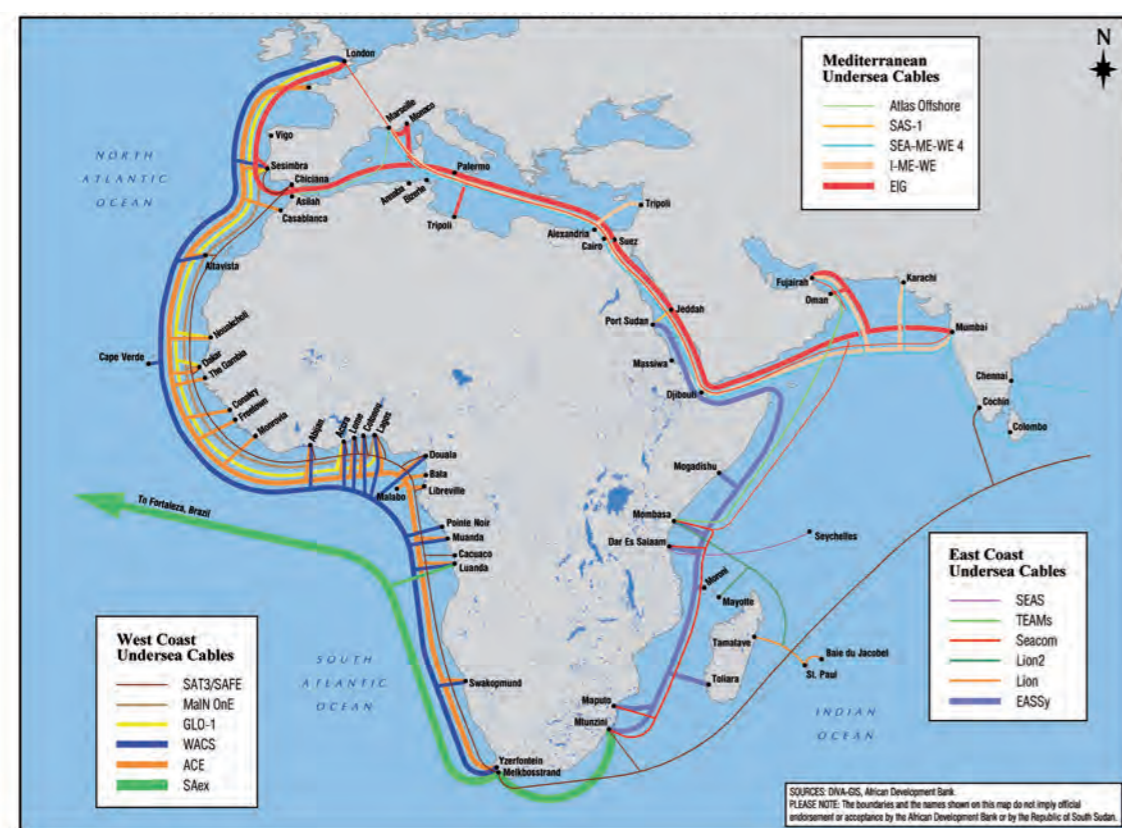 London
N
Mediterranean
Undersea Cables
Atlas Offshore
SAS-1
SEA-ME-WE 4
I-ME-WE
EIG
Marseille
Monaco
Vigo
NORTH
ATLANTIC
OCEAN
Sesimbra
Chiciana
Asilah
Casablanca
Palermo
Annaba
Bizerte
Tripoli
Tripoli
Alexandria
Cairo
Suez
Altavista
Fujairah
Oman
Karachi
Mumbai
Jeddah
Port Sudan
Massiwa
Djibouti
Nouakchott
Cape Verde
Dakar
The Gambia
Conakry
Freetown
Monrovia
Abidjan
Accra
Lome
Cotonou
Lagos
Chennai
Cochin
Colombo
Douala
Bata
Libreville
Malabo
Mogadishu
To Fortaleza, Brazil
Pointe Noir
Muanda
Cacuaco
Luanda
Mombasa
Dar Es Salaam
Seychelles
Moroni
Mayotte
East Coast
Undersea Cables
SEAS
TEAMs
Seacom
Lion2
Lion
EASSy
West Coast
Undersea Cables
SAT3/SAFE
MaIN OnE
GLO-1
WACS
ACE
SAex
SOUTH
ATLANTIC
OCEAN
Swakopmund
Tamatave
Baie du Jacobel
St. Paul
Toliara
Maputo
Mtunzini
INDIAN
OCEAN
Yzerfontein
Melkbosstrand
SOURCES: DIVA-GIS, African Development Bank.
PLEASE NOTE: The boundaries and the names shown on this map do not imply official
endorsement or acceptance by the African Development Bank or by the Republic of South Sudan.